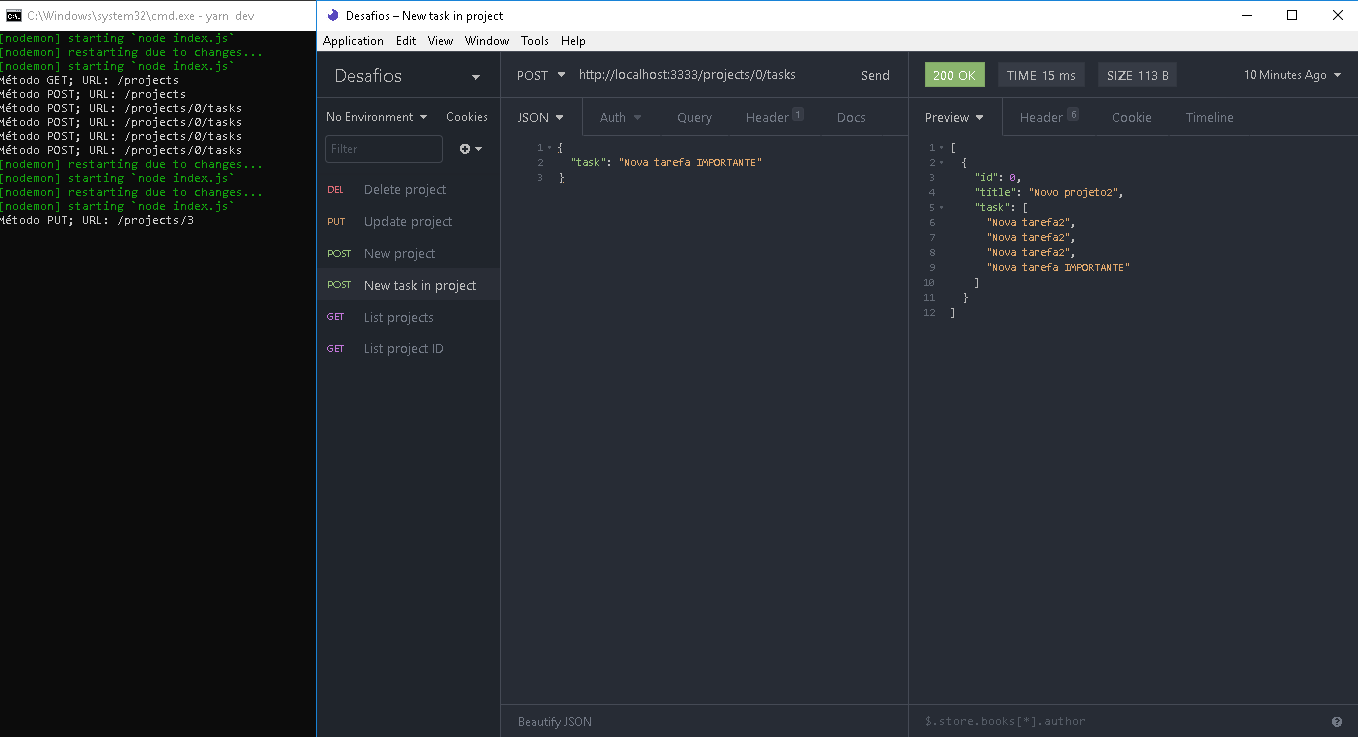 C:\Windows\system32\cmd.exe - yarn dev
[nodemon] starting `node index.js`
[nodemon] restarting due to changes...
[nodemon] starting `node index.js`
Método GET; URL: /projects
Método POST; URL: /projects
Método POST; URL: /projects/0/tasks
Método POST; URL: /projects/0/tasks
Método POST; URL: /projects/0/tasks
Método POST; URL: /projects/0/tasks
[nodemon] restarting due to changes...
[nodemon] starting `node index.js`
[nodemon] restarting due to changes...
[nodemon] starting `node index.js`
Método PUT; URL: /projects/3
Desafios – New task in project
Application Edit View Window Tools Help
Desafios
No Environment Cookies
Filter
DEL Delete project
PUT Update project
POST New project
POST New task in project
GET List projects
GET List project ID
POST http://localhost:3333/projects/0/tasks Send
JSON Auth Query Header 1 Docs
1 {
2 "task": "Nova tarefa IMPORTANTE"
3 }
Beautify JSON
200 OK TIME 15 ms SIZE 113 B 10 Minutes Ago
Preview Header 6 Cookie Timeline
1 [
2 {
3 "id": 0,
4 "title": "Novo projeto2",
5 "task": [
6 "Nova tarefa2",
7 "Nova tarefa2",
8 "Nova tarefa2",
9 "Nova tarefa IMPORTANTE"
10 ]
11 }
12 ]
$.store.books[*].author